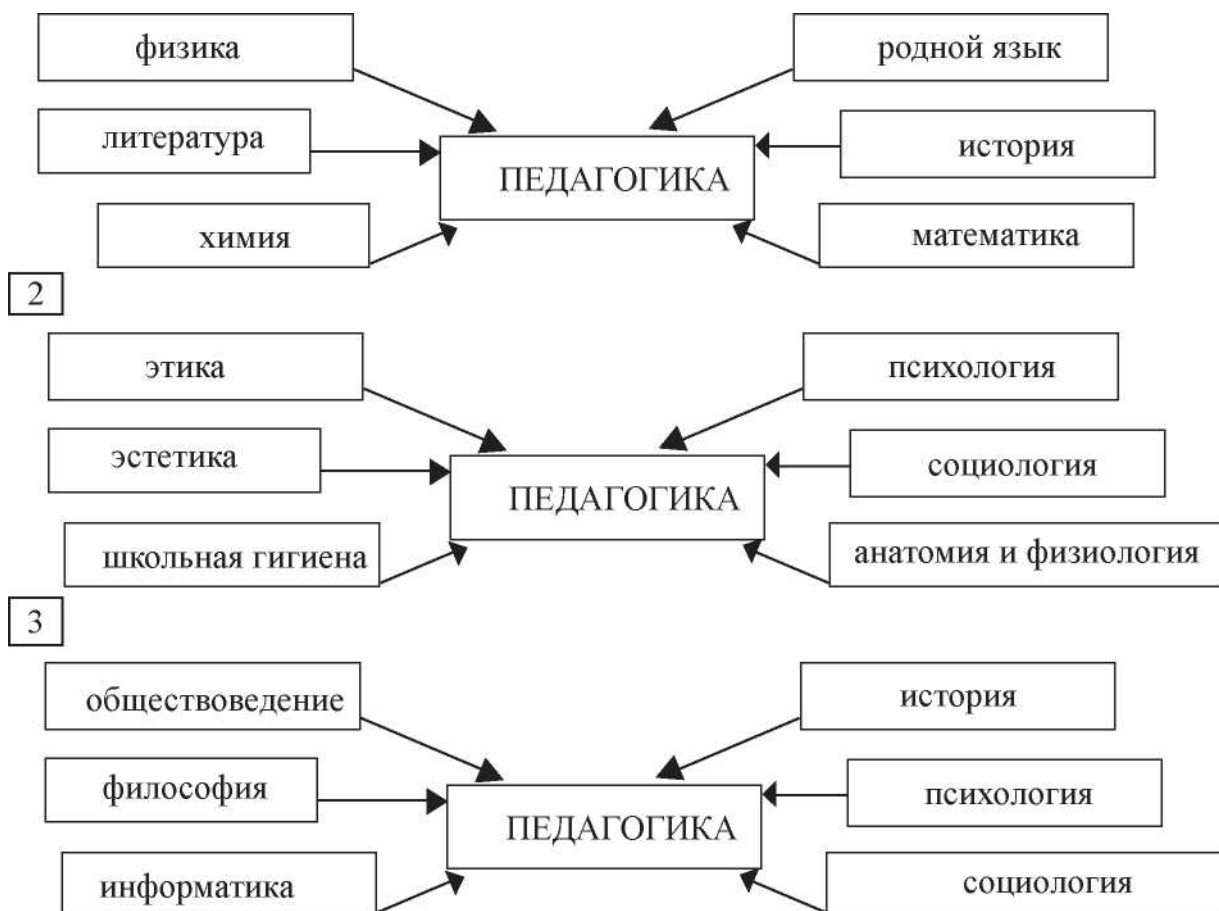 физика
родной язык
литература
ПЕДАГОГИКА
история
химия
математика
2
этика
психология
эстетика
ПЕДАГОГИКА
социология
школьная гигиена
анатомия и физиология
3
обществоведение
история
философия
ПЕДАГОГИКА
психология
информатика
социология